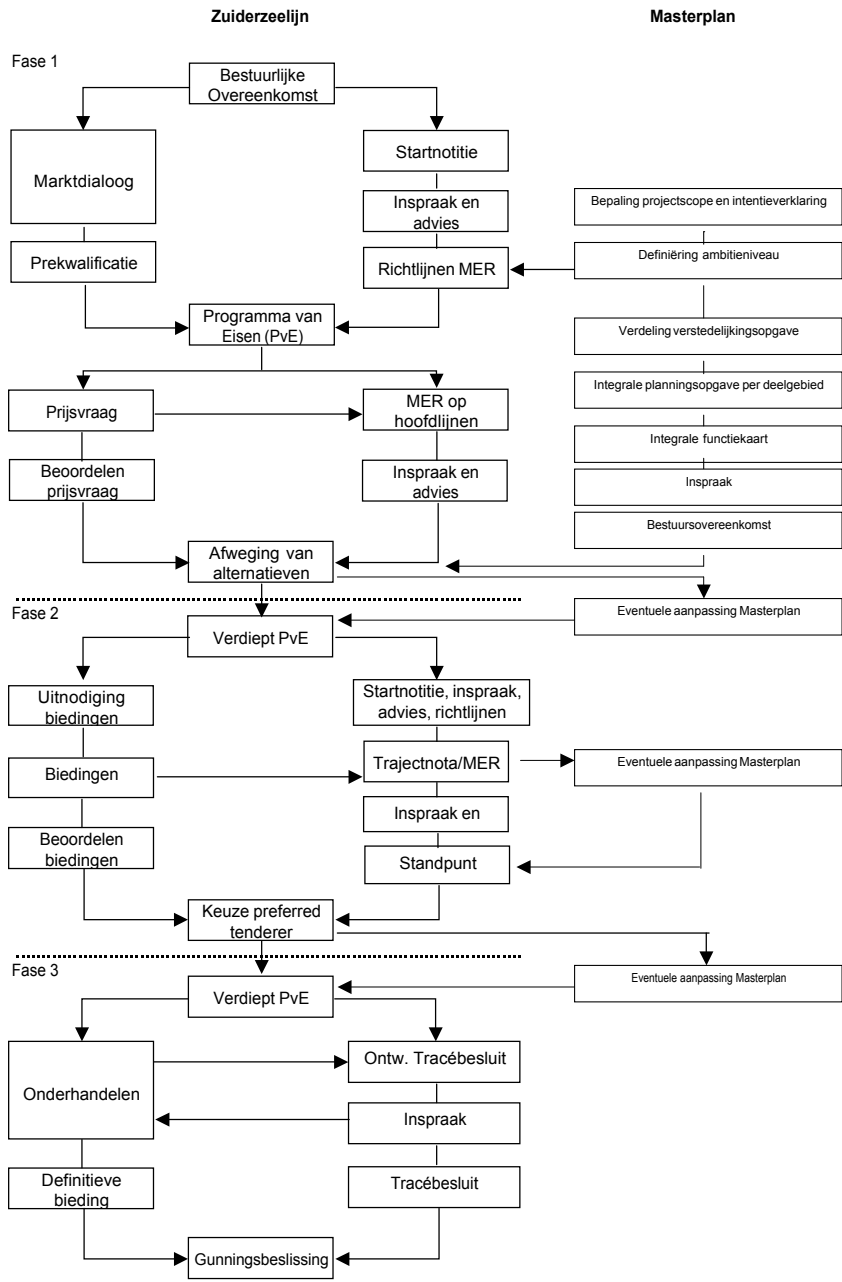 Zuiderzeelijn
Masterplan
Fase 1
Bestuurlijke
Overeenkomst
Marktdialoog
Startnotitie
Inspraak en
advies
Bepaling projectscope en intentieverklaring
Prekwalificatie
Richtlijnen MER
Definiëring ambitieniveau
Programma van
Eisen (PvE)
Verdeling verstedelijkingsopgave
Prijsvraag
MER op
hoofdlijnen
Integrale planningsopgave per deelgebied
Integrale functiekaart
Beoordelen
prijsvraag
Inspraak en
advies
Inspraak
Bestuursovereenkomst
Afweging van
alternatieven
Fase 2
Eventuele aanpassing Masterplan
Verdiept PvE
Uitnodiging
biedingen
Startnotitie, inspraak,
advies, richtlijnen
Biedingen
Trajectnota/MER
Eventuele aanpassing Masterplan
Inspraak en
Beoordelen
biedingen
Standpunt
Keuze preferred
tenderer
Fase 3
Eventuele aanpassing Masterplan
Verdiept PvE
Onderhandelen
Ontw. Tracébesluit
Inspraak
Definitieve
bieding
Tracébesluit
Gunningsbeslissing